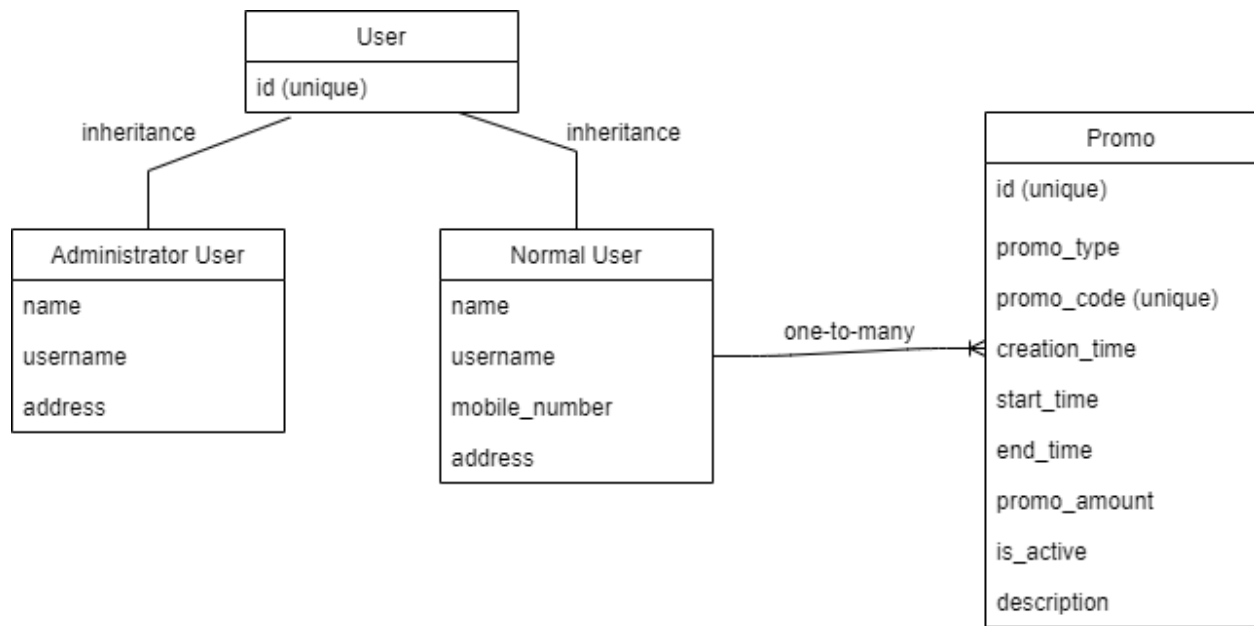 User
id (unique)
inheritance
inheritance
Administrator User
name
username
address
Normal User
name
username
mobile_number
address
one-to-many
Promo
id (unique)
promo_type
promo_code (unique)
creation_time
start_time
end_time
promo_amount
is_active
description